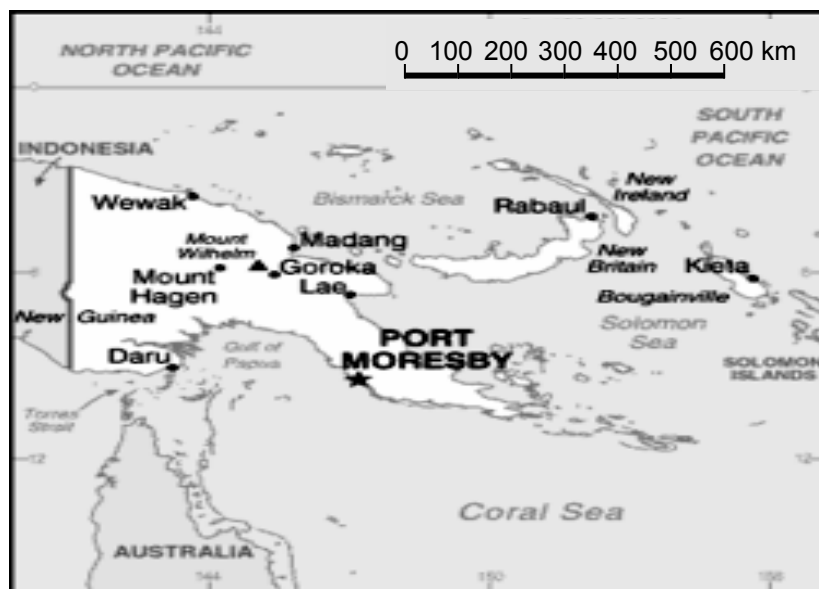 144
NORTH PACIFIC
OCEAN
0 100 200 300 400 500 600 km
0
SOUTH
PACIFIC
OCEAN
INDONESIA
Wewak
Bismarck Sea
New
Ireland
Rabaul
Mount
Wilhelm
Madang
Mount
Hagen
Goroka
Lae
New
Britain
Kieta
Bougainville
New Guinea
Solomon
Sea
PORT
MORESBY
Daru
Gulf of
Papua
SOLOMON
ISLANDS
Torres
Strait
12
12
Coral Sea
AUSTRALIA
144
150
156